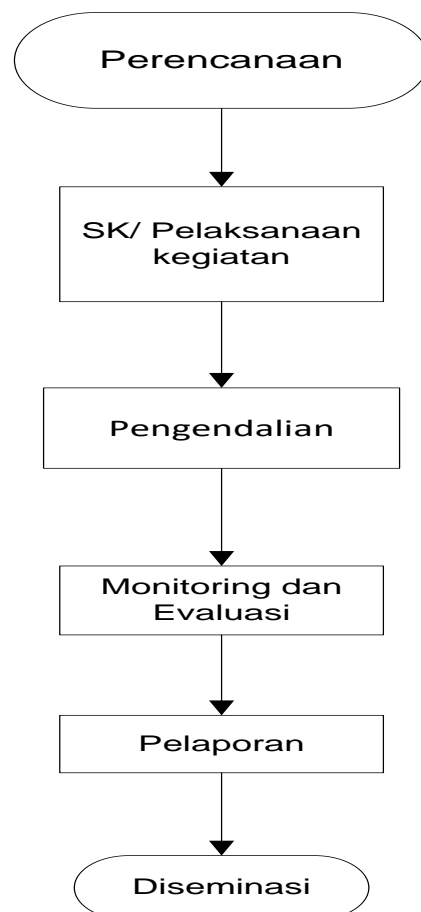 Perencanaan
SK/ Pelaksanaan
kegiatan
Pengendalian
Monitoring dan
Evaluasi
Pelaporan
Diseminasi